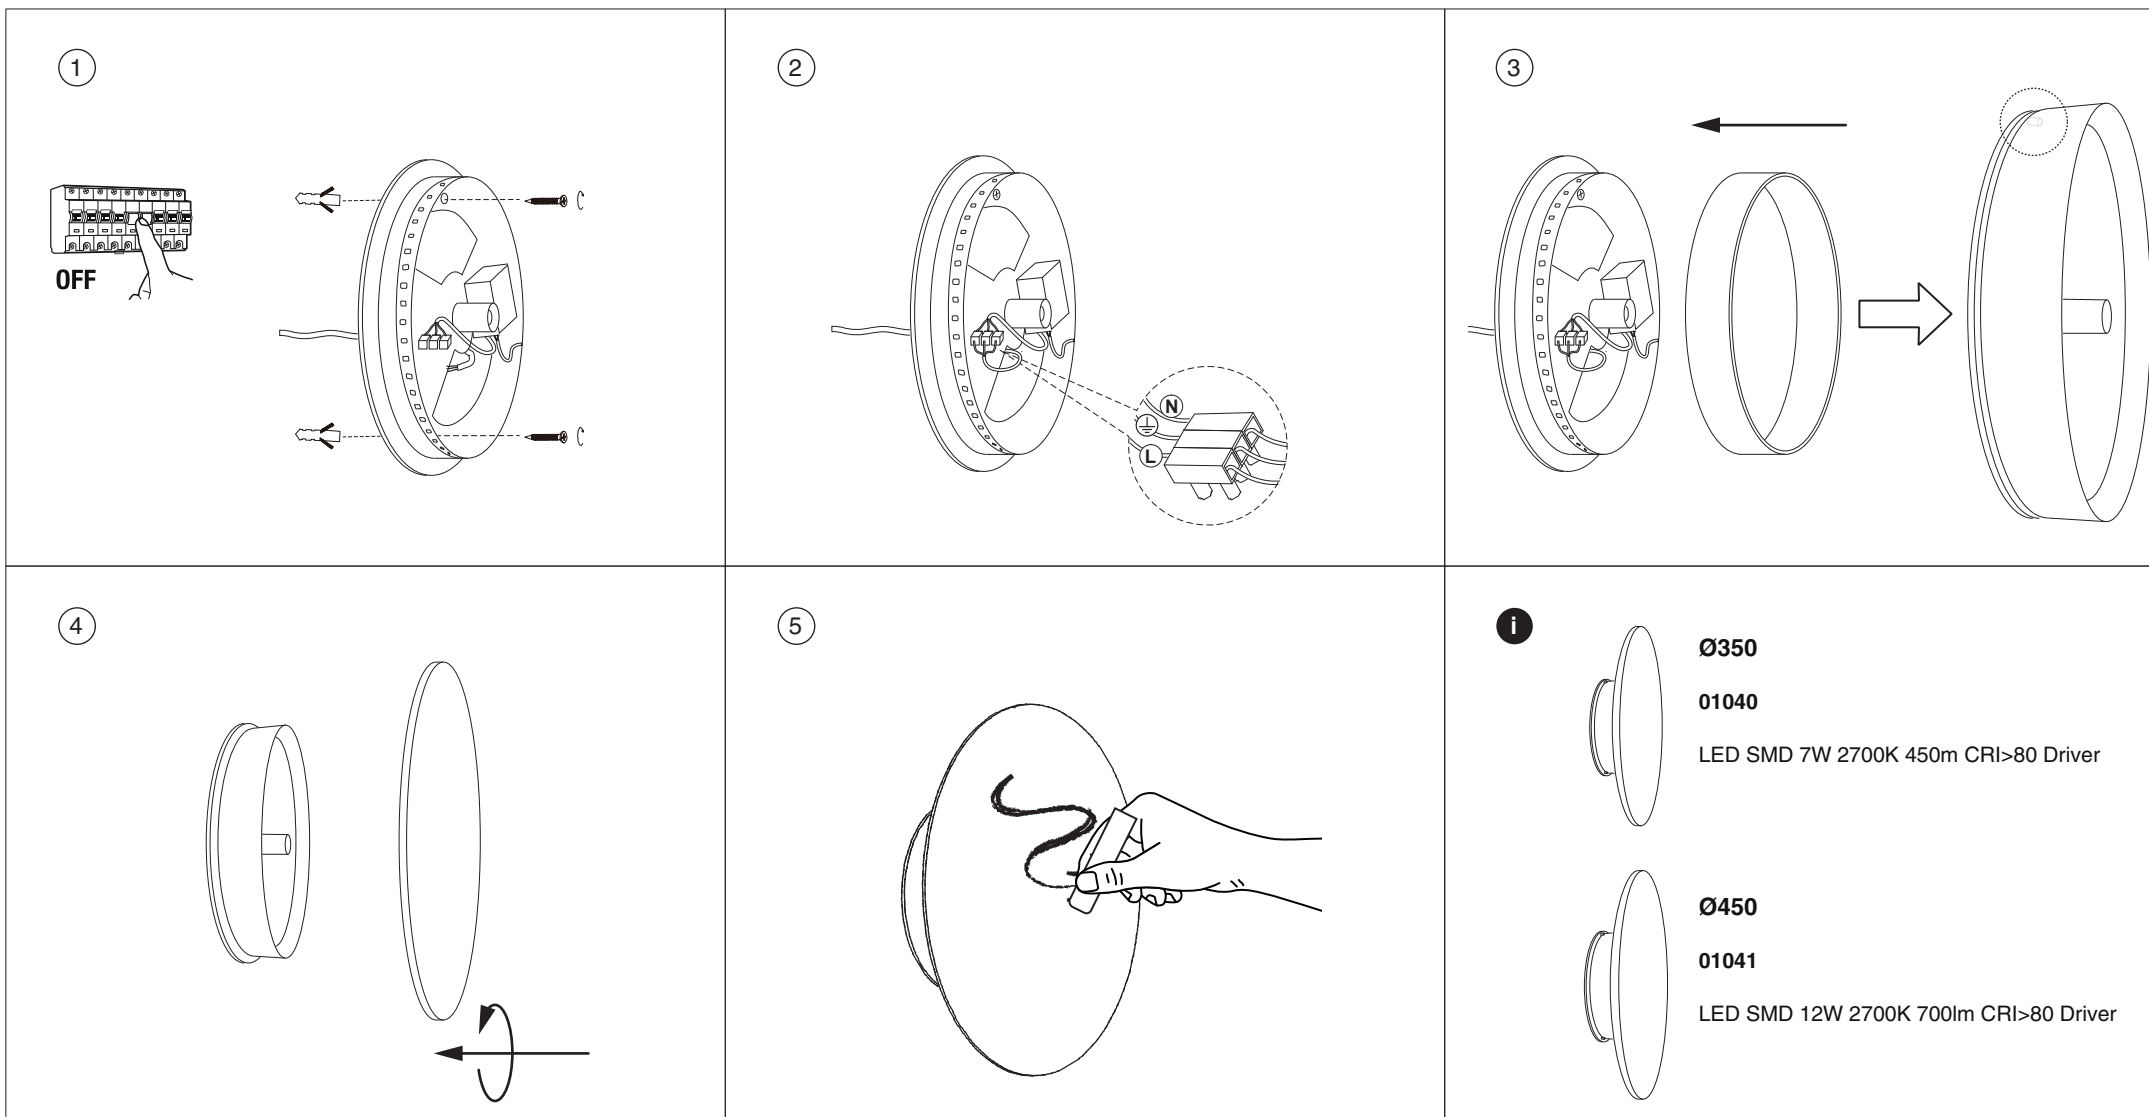 1
OFF
2
N
L
3
4
5
i
Ø350
01040
LED SMD 7W 2700K 450m CRI>80 Driver
Ø450
01041
LED SMD 12W 2700K 700lm CRI>80 Driver